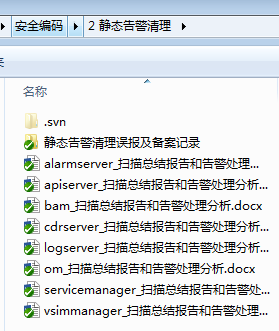 安全编码 2 静态告警清理
名称
.svn
静态告警清理误报及备案记录
alarmserver_扫描总结报告和告警处理...
apiserver_扫描总结报告和告警处理分析...
bam_扫描总结报告和告警处理分析.docx
cdrserver_扫描总结报告和告警处理分析...
logserver_扫描总结报告和告警处理分析...
om_扫描总结报告和告警处理分析.docx
servicemanager_扫描总结报告和告警处...
vsimmanager_扫描总结报告和告警处理...